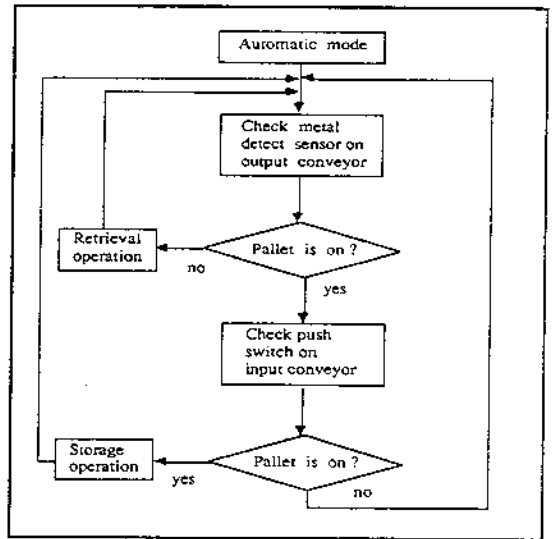 Automatic mode
Check metal
detect sensor on
output conveyor
Retrieval
operation
Pallet is on ?
no
yes
Check push
switch on
input conveyor
Storage
operation
Pallet is on ?
yes
no